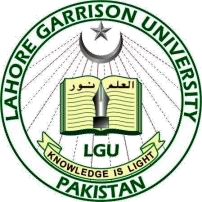 LAHORE GARRISON UNIVERSITY
العلم نور
LGU
KNOWLEDGE IS LIGHT
PAKISTAN